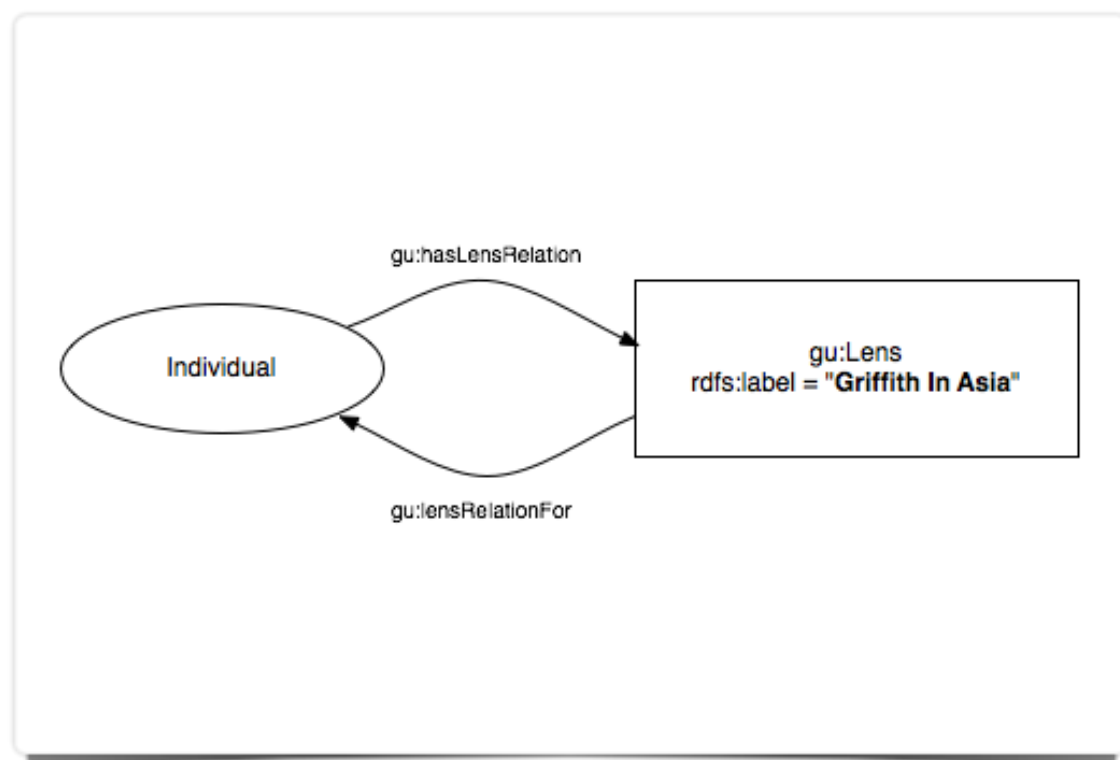 gu:hasLensRelation
Individual
gu:Lens
rdfs:label = "Griffith In Asia"
gu:lensRelationFor